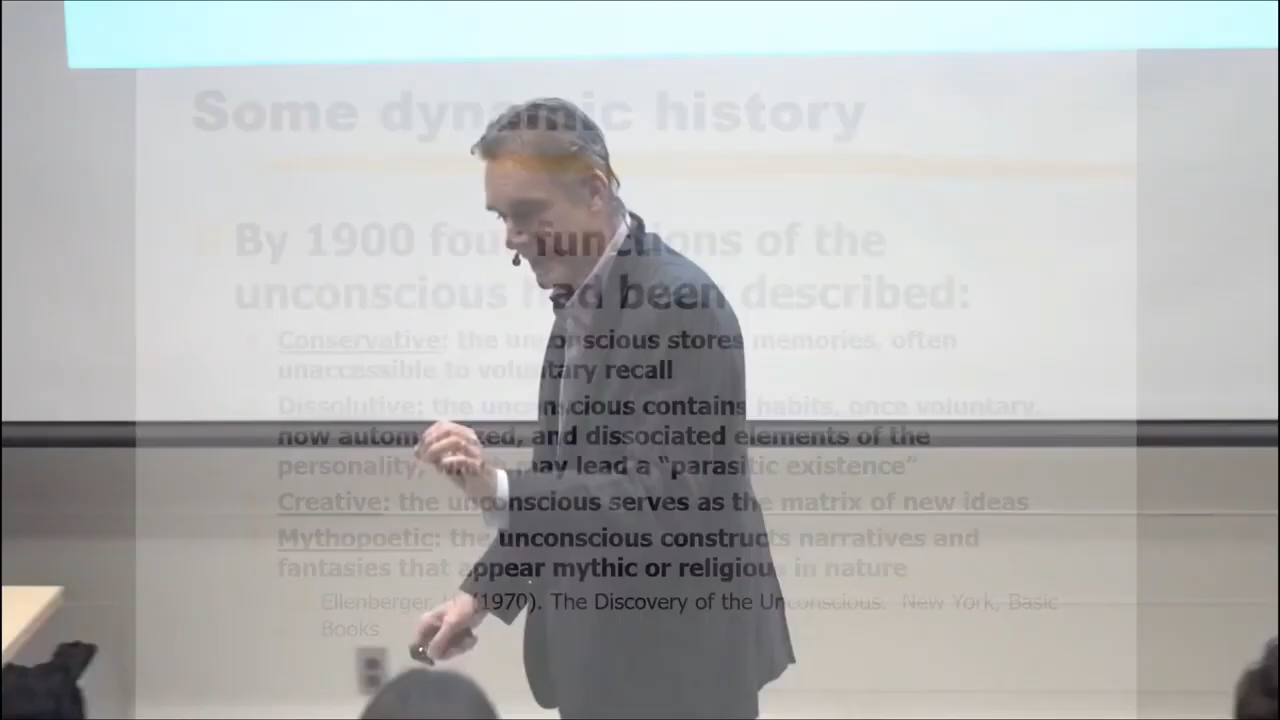 Some dynamic history
By 1900 four functions of the
unconscious had been described:
Conservative: the unconscious stores memories, often
unaccessible to voluntary recall
Dissolutive: the unconscious contains habits, once voluntary,
now automatized, and dissociated elements of the
personality, which may lead a “parasitic existence”
Creative: the unconscious serves as the matrix of new ideas
Mythopoetic: the unconscious constructs narratives and
fantasies that appear mythic or religious in nature
Ellenberger, (1970). The Discovery of the Unconscious. New York, Basic
Books